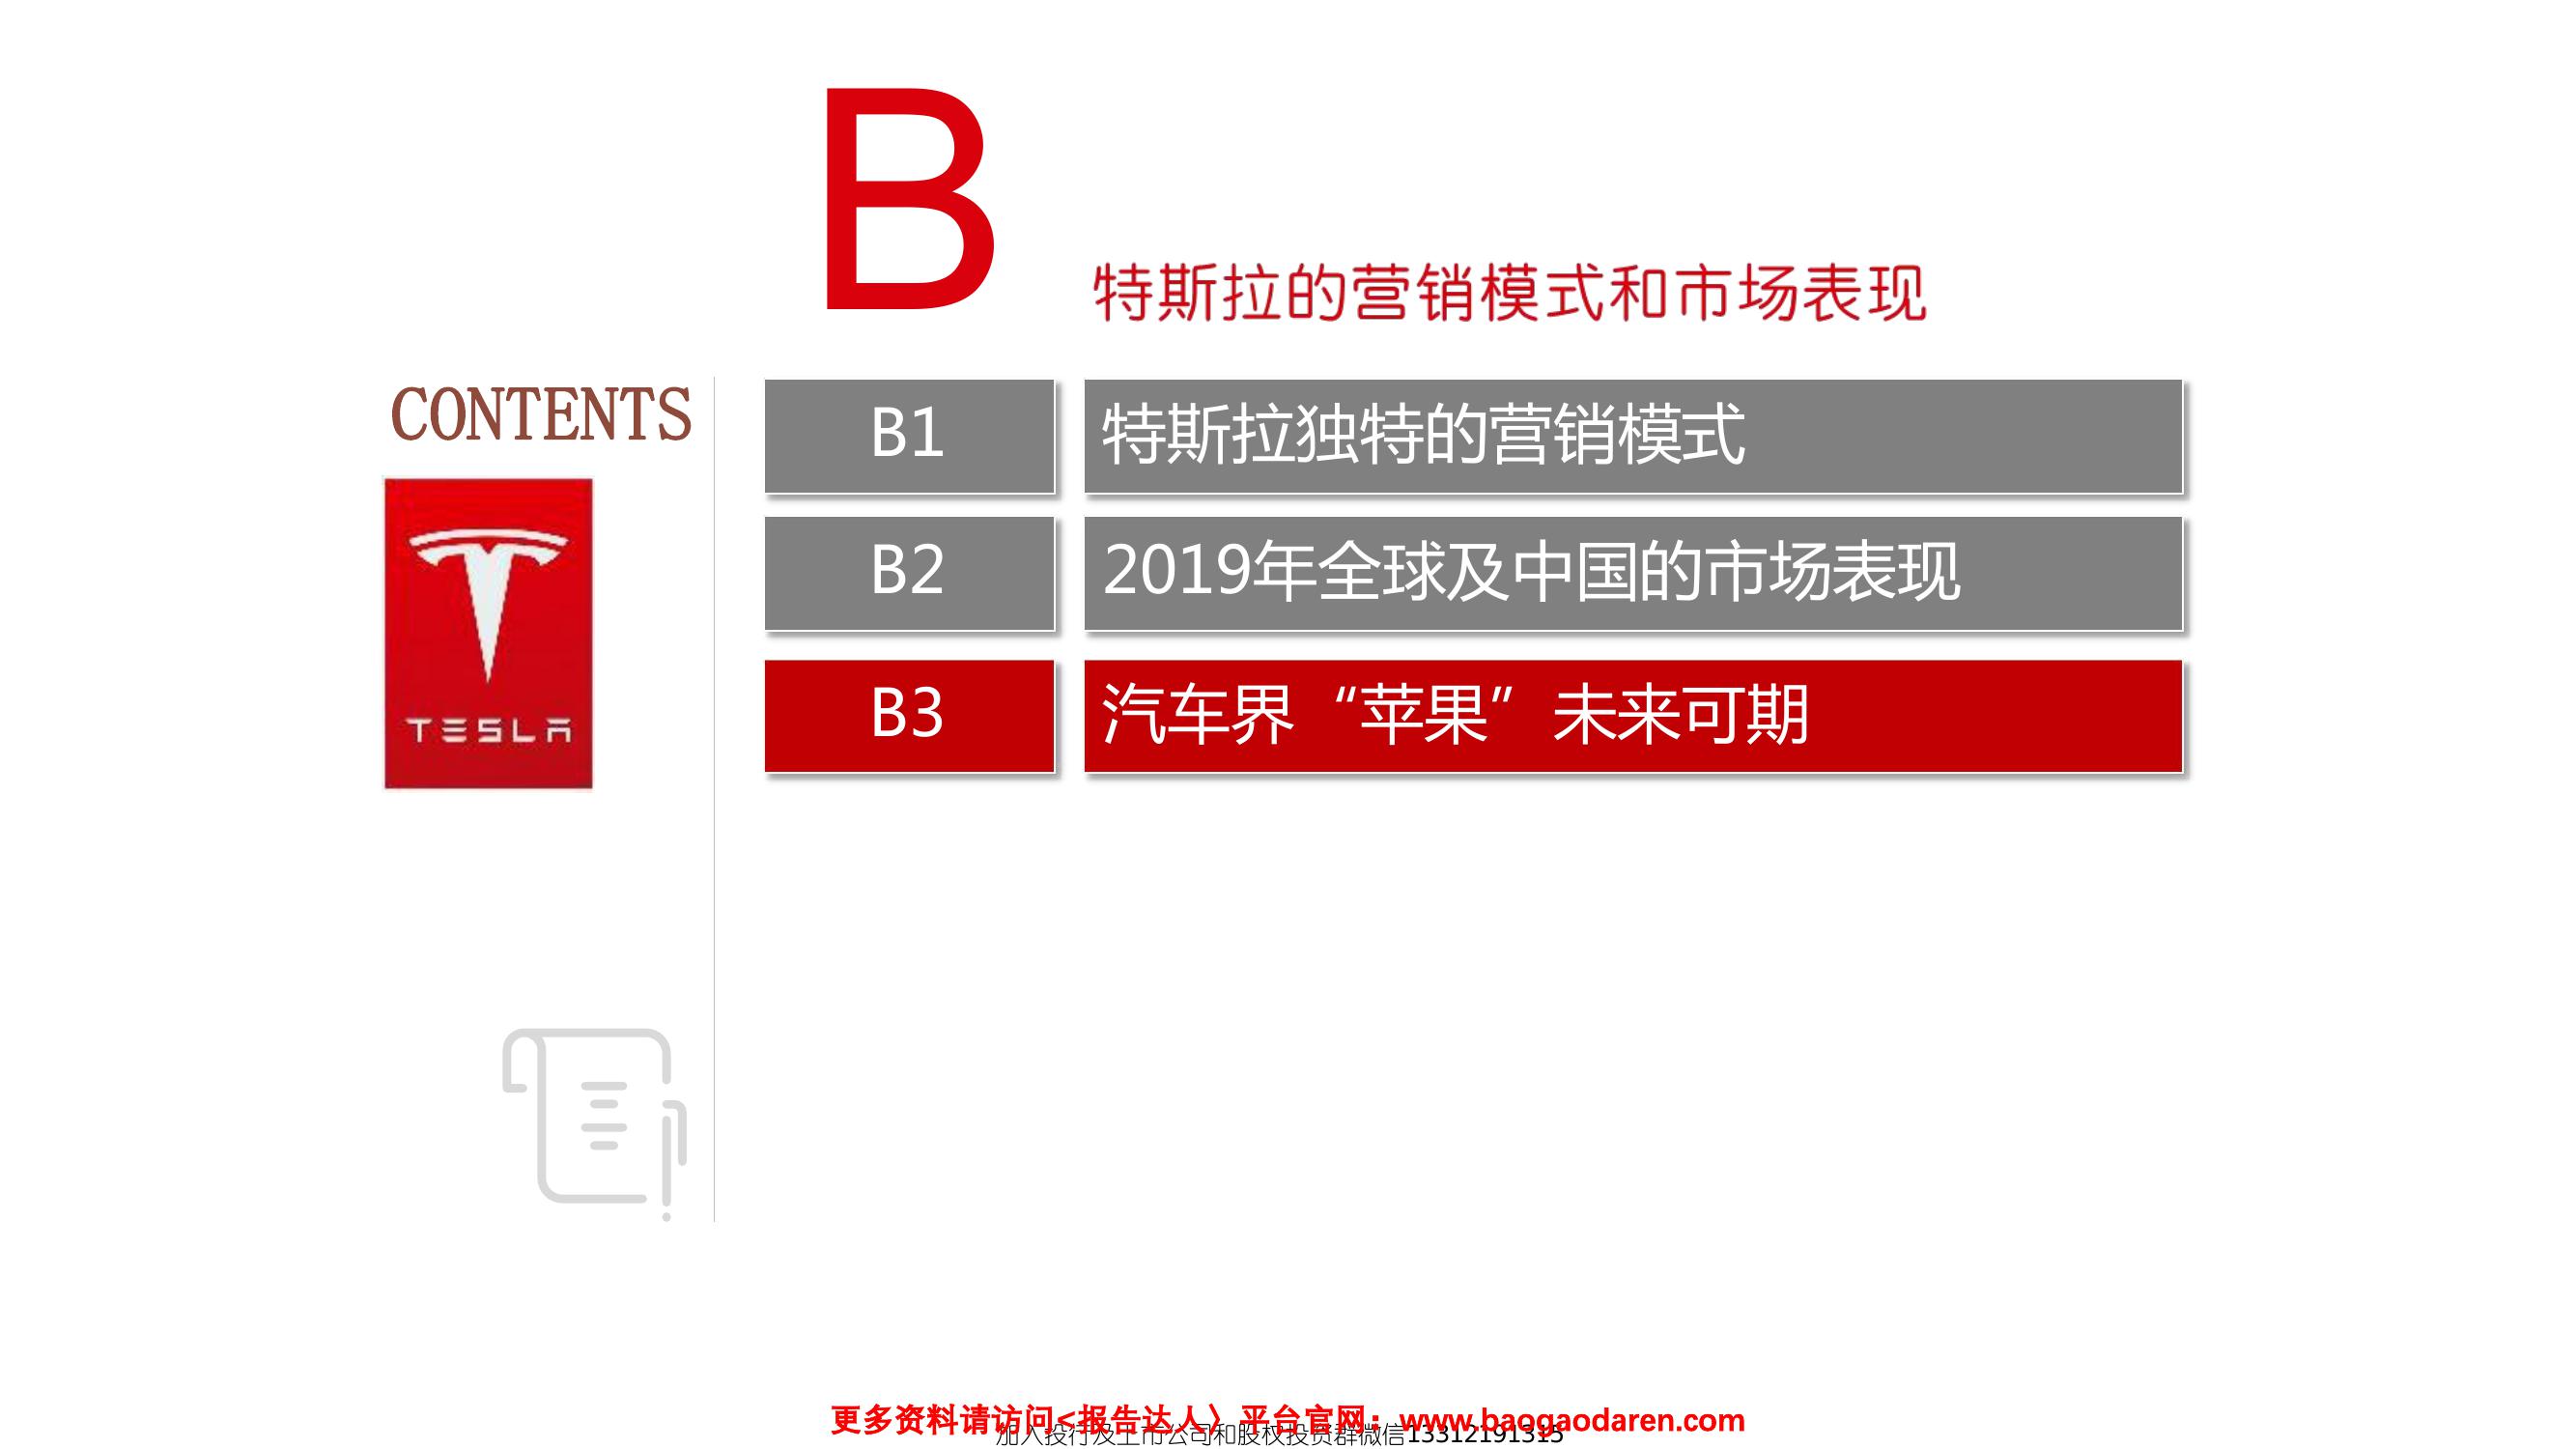 B
特斯拉的营销模式和市场表现
CONTENTS
B1 特斯拉独特的营销模式
B2 2019年全球及中国的市场表现
B3 汽车界“苹果”未来可期
TESLA
更多资料请访问<报告达人〉平台官网：www.baogaodaren.com
加入投行及上市公司和股权投资群微信13312191315